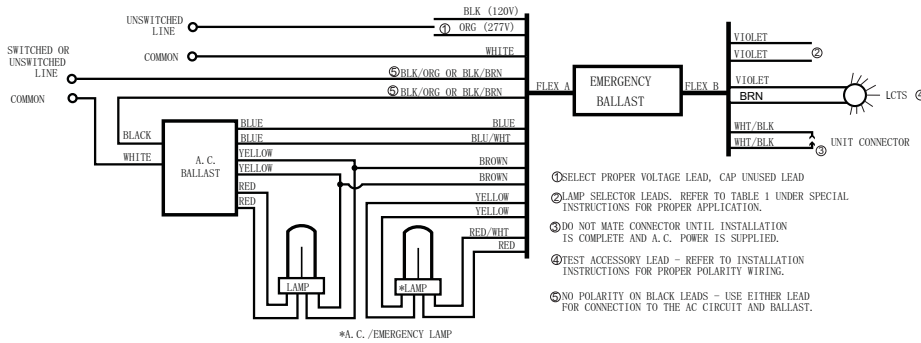 BLK (120V)
UNSWITCHED
LINE
① ORG (277V)
COMMON
WHITE
SWITCHED OR
UNSWITCHED
LINE
⑤BLK/ORG OR BLK/BRN
COMMON
⑤BLK/ORG OR BLK/BRN
BLACK
WHITE
A.C.
BALLAST
BLUE
BLUE
YELLOW
YELLOW
RED
RED
BLUE
BLU/WHT
BROWN
BROWN
YELLOW
YELLOW
RED/WHT
RED
LAMP
*LAMP
*A.C./EMERGENCY LAMP
FLEX A
EMERGENCY
BALLAST
FLEX B
VIOLET
VIOLET
②
VIOLET
BRN
LCTS ④
WHT/BLK
WHT/BLK
UNIT CONNECTOR
③
①SELECT PROPER VOLTAGE LEAD, CAP UNUSED LEAD
②LAMP SELECTOR LEADS. REFER TO TABLE 1 UNDER SPECIAL
INSTRUCTIONS FOR PROPER APPLICATION.
③DO NOT MATE CONNECTOR UNTIL INSTALLATION
IS COMPLETE AND A.C. POWER IS SUPPLIED.
④TEST ACCESSORY LEAD - REFER TO INSTALLATION
INSTRUCTIONS FOR PROPER POLARITY WIRING.
⑤NO POLARITY ON BLACK LEADS - USE EITHER LEAD
FOR CONNECTION TO THE AC CIRCUIT AND BALLAST.